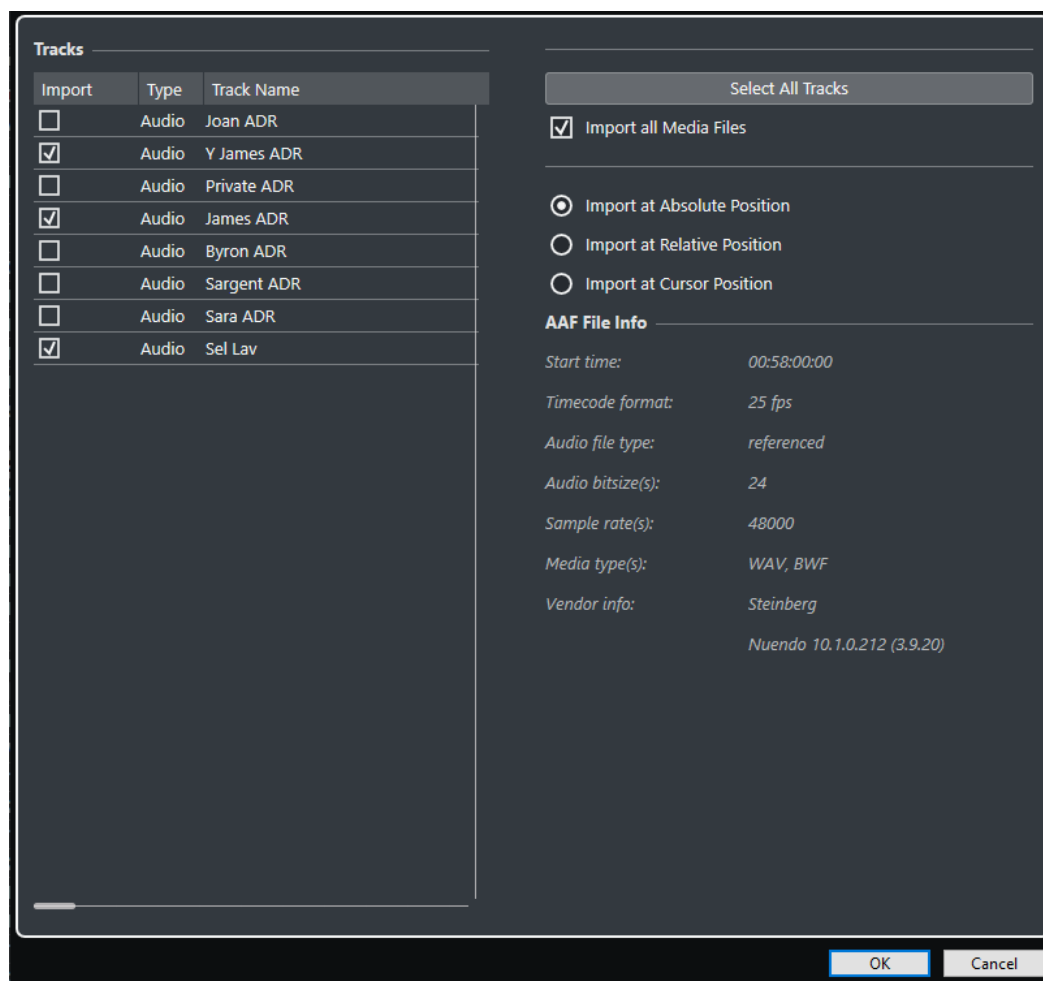 Tracks
Import Type Track Name
Audio Joan ADR
Audio Y James ADR
Audio Private ADR
Audio James ADR
Audio Byron ADR
Audio Sargent ADR
Audio Sara ADR
Audio Sel Lav
Select All Tracks
Import all Media Files
Import at Absolute Position
Import at Relative Position
Import at Cursor Position
AAF File Info
Start time: 00:58:00:00
Timecode format: 25 fps
Audio file type: referenced
Audio bitsize(s): 24
Sample rate(s): 48000
Media type(s): WAV, BWF
Vendor info: Steinberg
Nuendo 10.1.0.212 (3.9.20)
OK Cancel